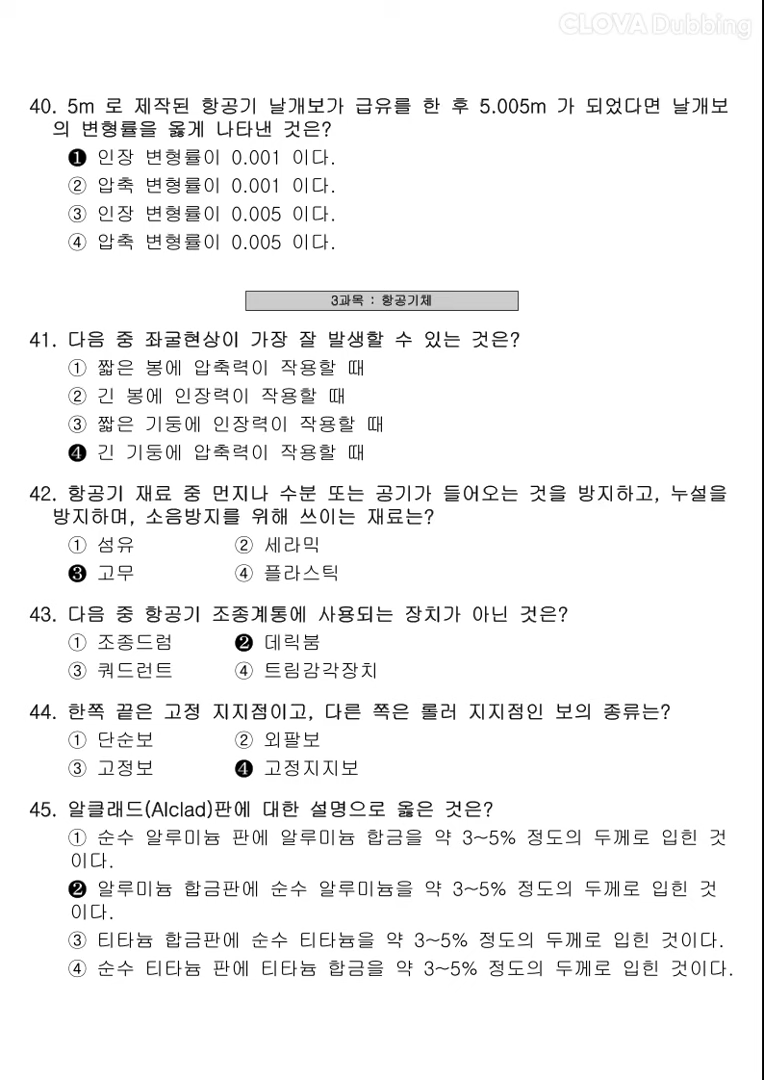 CLOVA Dubbing
40. 5m 로 제작된 항공기 날개보가 급유를 한 후 5.005m 가 되었다면 날개보
의 변형률을 옳게 나타낸 것은?
❶ 인장 변형률이 0.001 이다.
② 압축 변형률이 0.001 이다.
③ 인장 변형률이 0.005 이다.
④ 압축 변형률이 0.005 이다.
3과목 : 항공기체
41. 다음 중 좌굴현상이 가장 잘 발생할 수 있는 것은?
① 짧은 봉에 압축력이 작용할 때
② 긴 봉에 인장력이 작용할 때
③ 짧은 기둥에 인장력이 작용할 때
❹ 긴 기둥에 압축력이 작용할 때
42. 항공기 재료 중 먼지나 수분 또는 공기가 들어오는 것을 방지하고, 누설을
방지하며, 소음방지를 위해 쓰이는 재료는?
① 섬유 ② 세라믹
❸ 고무 ④ 플라스틱
43. 다음 중 항공기 조종계통에 사용되는 장치가 아닌 것은?
① 조종드럼 ❷ 데릭붐
③ 쿼드런트 ④ 트림감각장치
44. 한쪽 끝은 고정 지지점이고, 다른 쪽은 롤러 지지점인 보의 종류는?
① 단순보 ② 외팔보
③ 고정보 ❹ 고정지지보
45. 알클래드(Alclad)판에 대한 설명으로 옳은 것은?
① 순수 알루미늄 판에 알루미늄 합금을 약 3~5% 정도의 두께로 입힌 것
이다.
❷ 알루미늄 합금판에 순수 알루미늄을 약 3~5% 정도의 두께로 입힌 것
이다.
③ 티타늄 합금판에 순수 티타늄을 약 3~5% 정도의 두께로 입힌 것이다.
④ 순수 티타늄 판에 티타늄 합금을 약 3~5% 정도의 두께로 입힌 것이다.